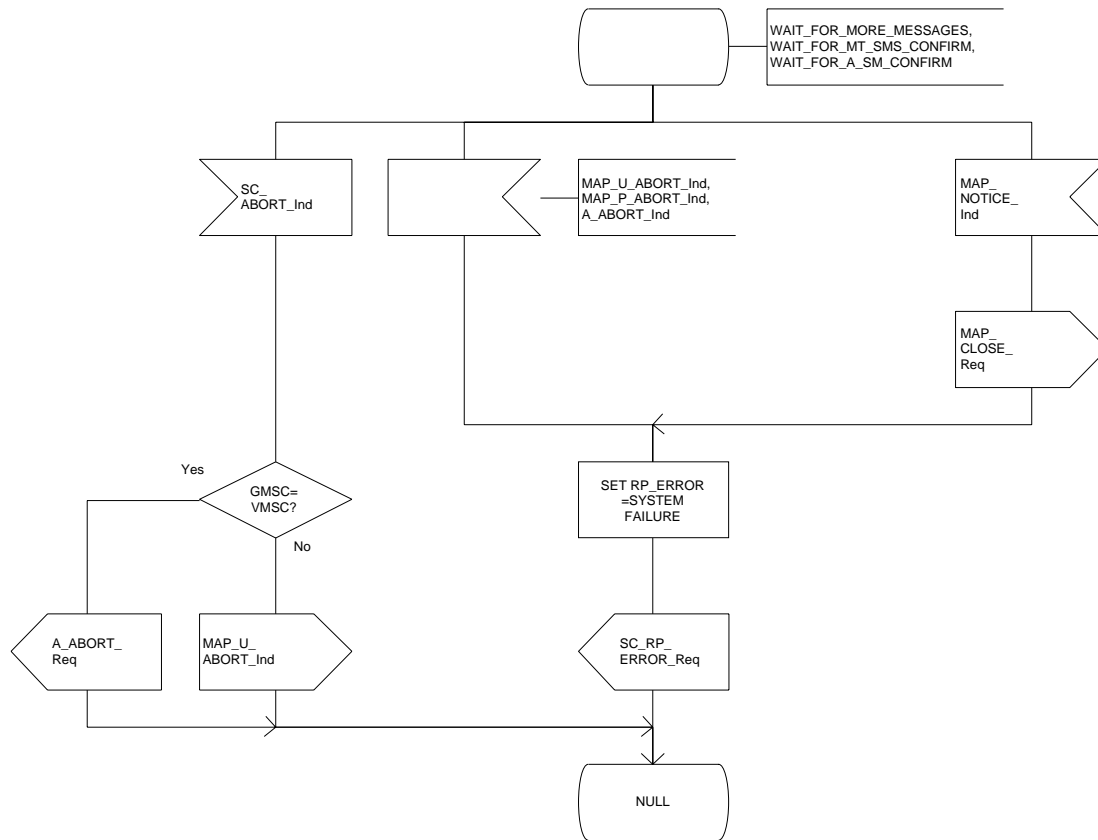 WAIT_FOR_MORE_MESSAGES,
WAIT_FOR_MT_SMS_CONFIRM,
WAIT_FOR_A_SM_CONFIRM
SC_
ABORT_Ind
MAP_U_ABORT_Ind,
MAP_P_ABORT_Ind,
A_ABORT_Ind
MAP_
NOTICE_
Ind
MAP_
CLOSE_
Req
Yes
GMSC=
VMSC?
No
SET RP_ERROR
=SYSTEM
FAILURE
A_ABORT_
Req
MAP_U_
ABORT_Ind
SC_RP_
ERROR_Req
NULL